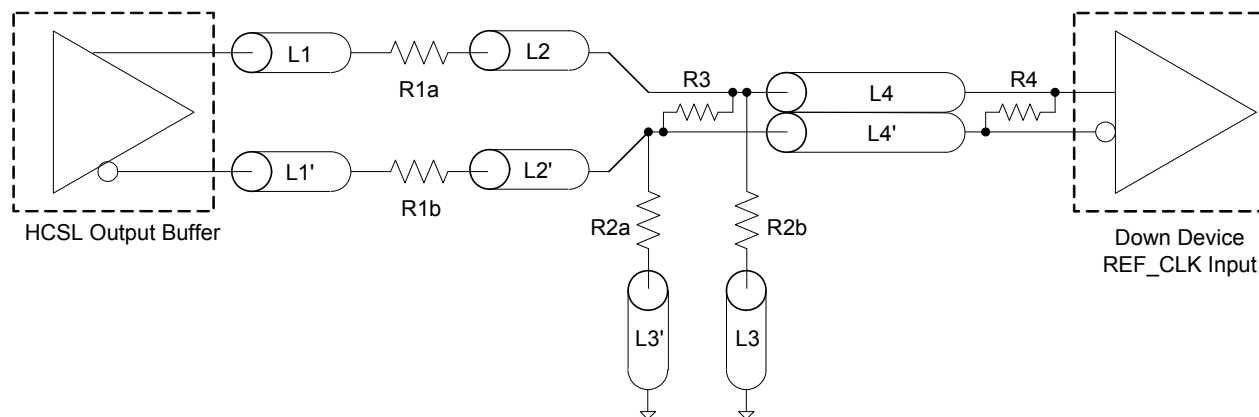 L1
R1a
L2
R3
L4
R4
L4'
L1'
R1b
L2'
R2a
R2b
HCSL Output Buffer
Down Device
REF_CLK Input
L3'
L3